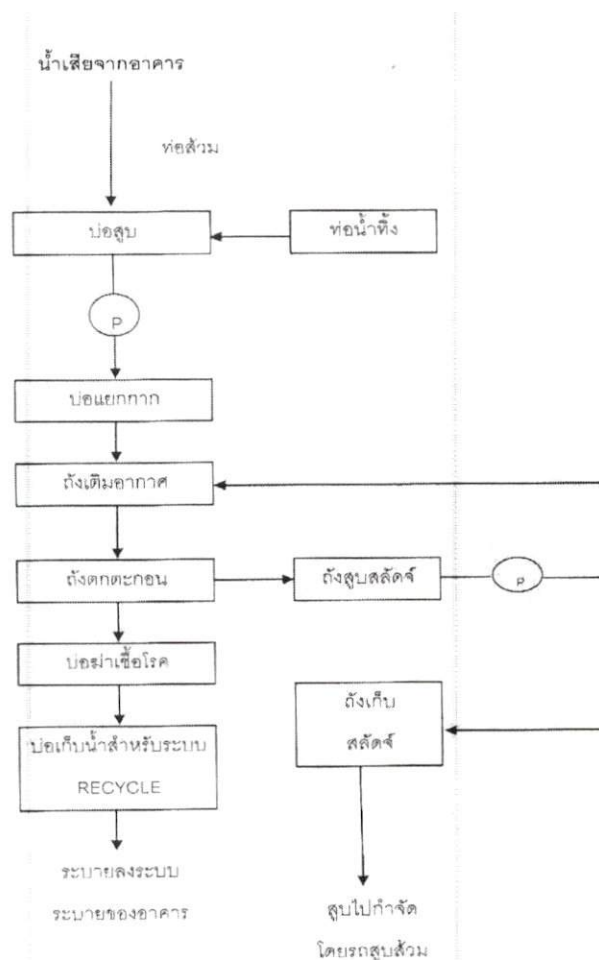 น้ำเสียจากอาคาร
ท่อส้วม
บ่อสูบ
ท่อน้ำทิ้ง
P
บ่อแยกกาก
ถังเติมอากาศ
ถังตกตะกอน
ถังสูบสลัดจ์
P
บ่อฆ่าเชื้อโรค
ถังเก็บ
สลัดจ์
บ่อเก็บน้ำสำหรับระบบ
RECYCLE
ระบายลงระบบ
ระบายของอาคาร
สูบไปกำจัด
โดยรถสูบส้วม